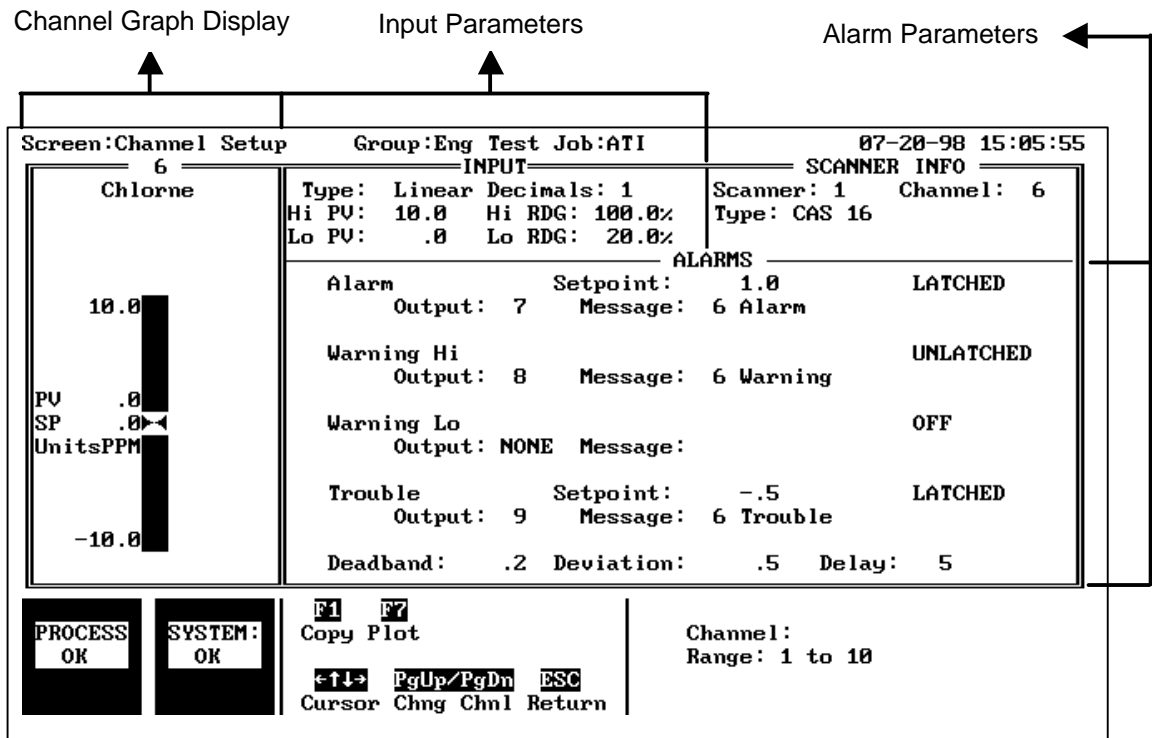 Channel Graph Display Input Parameters Alarm Parameters
Screen:Channel Setup Group:Eng Test Job:ATI 07-20-98 15:05:55
6 INPUT SCANNER INFO
Chlorne Type: Linear Decimals: 1 Scanner: 1 Channel: 6
Hi PV: 10.0 Hi RDG: 100.0% Type: CAS 16
Lo PV: .0 Lo RDG: 20.0%
ALARMS
Alarm Setpoint: 1.0 LATCHED
10.0 Output: 7 Message: 6 Alarm
Warning Hi UNLATCHED
Output: 8 Message: 6 Warning
PV .0
SP .0 Warning Lo OFF
UnitsPPM Output: NONE Message:
Trouble Setpoint: -.5 LATCHED
Output: 9 Message: 6 Trouble
-10.0
Deadband: .2 Deviation: .5 Delay: 5
F1 F7
PROCESS SYSTEM: Copy Plot Channel:
OK OK Range: 1 to 10
←↑↓→ PgUp/PgDn ESC
Cursor Chng Chnl Return